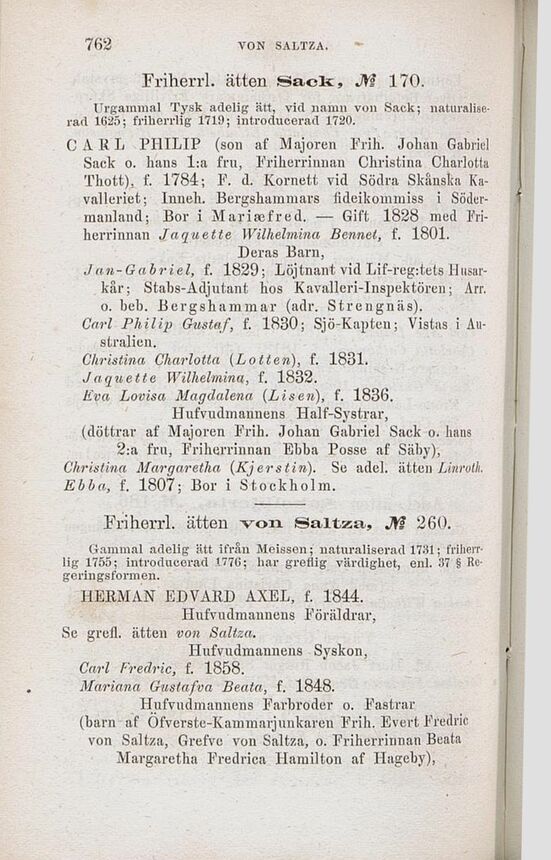 762 VON SALTZA.
Friherrl. ätten Sack, № 170.
Urgammal Tysk adelig ätt, vid namn von Sack; naturalise-
rad 1625; friherrlig 1719; introducerad 1720.
CARL PHILIP (son af Majoren Frih. Johan Gabriel
Sack o. hans 1:a fru, Friherrinnan Christina Charlotta
Thott), f. 1784; F. d. Kornett vid Södra Skånska Ka-
valleriet; Inneh. Bergshammars fideikommiss i Söder-
manland; Bor i Mariæfred. — Gift 1828 med Fri-
herrinnan Jaquette Wilhelmina Bennet, f. 1801.
Deras Barn,
Jan-Gabriel, f. 1829; Löjtnant vid Lif-reg:tets Husar-
kår; Stabs-Adjutant hos Kavalleri-Inspektören; Arr.
o. beb. Bergshammar (adr. Strengnäs).
Carl Philip Gustaf, f. 1830; Sjö-Kapten; Vistas i Au-
stralien.
Christina Charlotta (Lotten), f. 1831.
Jaquette Wilhelmina, f. 1832.
Eva Lovisa Magdalena (Lisen), f. 1836.
Hufvudmannens Half-Systrar,
(döttrar af Majoren Frih. Johan Gabriel Sack o. hans
2:a fru, Friherrinnan Ebba Posse af Säby),
Christina Margaretha (Kjerstin). Se adel. ätten Linroth.
Ebba, f. 1807; Bor i Stockholm.
Friherrl. ätten von Saltza, № 260.
Gammal adelig ätt ifrån Meissen; naturaliserad 1731; friherr-
lig 1755; introducerad 1776; har greflig värdighet, enl. 37 § Re-
geringsformen.
HERMAN EDVARD AXEL, f. 1844.
Hufvudmannens Föräldrar,
Se grefl. ätten von Saltza.
Hufvudmannens Syskon,
Carl Fredric, f. 1858.
Mariana Gustafva Beata, f. 1848.
Hufvudmannens Farbroder o. Fastrar
(barn af Öfverste-Kammarjunkaren Frih. Evert Fredric
von Saltza, Grefve von Saltza, o. Friherrinnan Beata
Margaretha Fredrica Hamilton af Hageby),